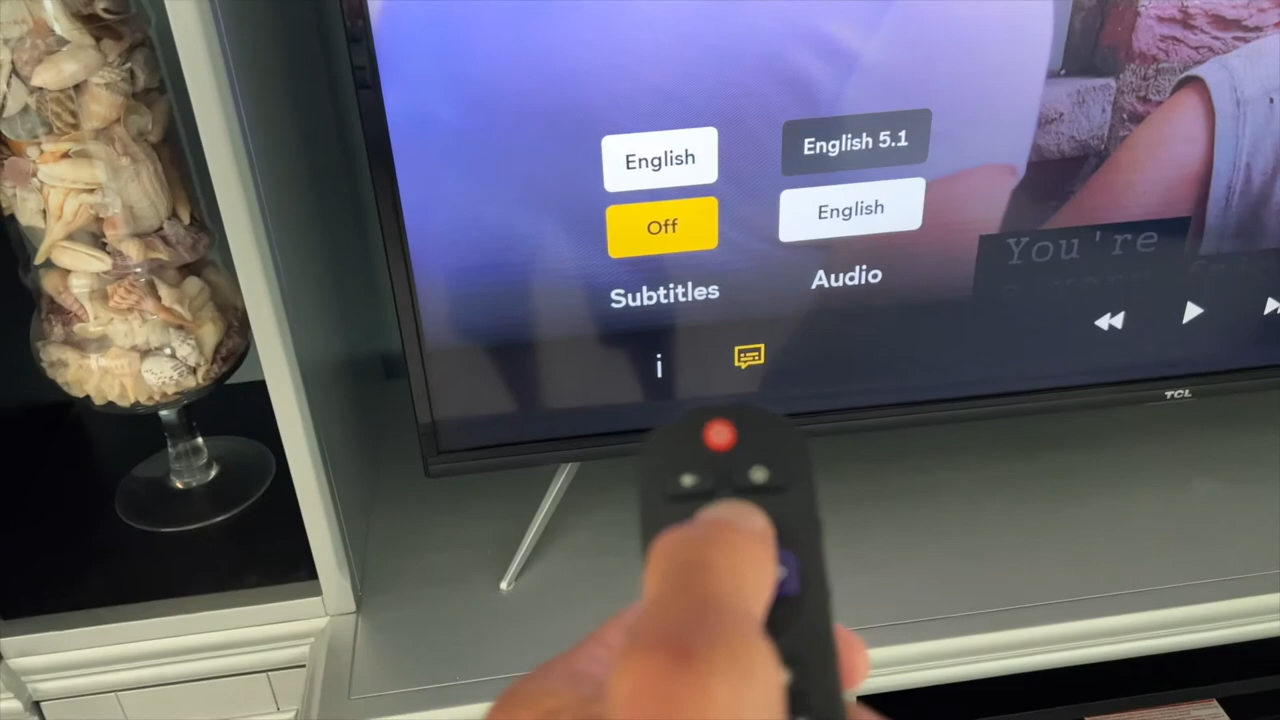 English
Off
Subtitles
English 5.1
English
Audio
You're
i
TCL